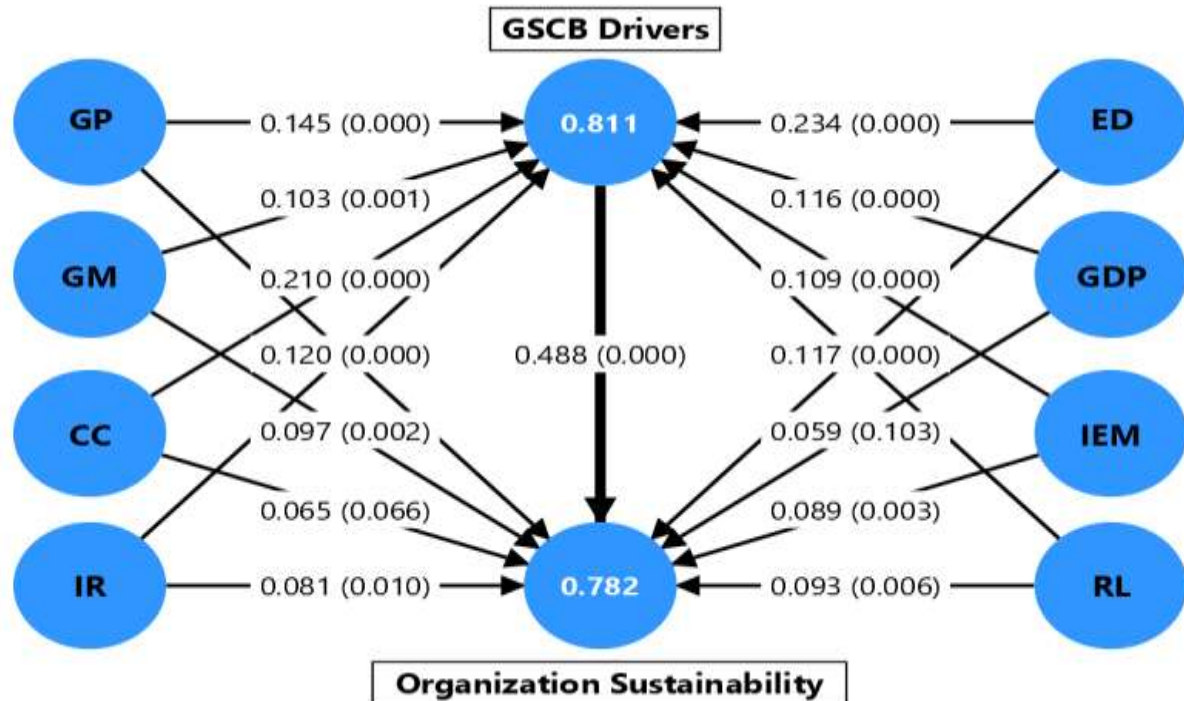 GSCB Drivers
GP
0.145 (0.000)
0.811
0.234 (0.000)
ED
0.103 (0.001)
0.116 (0.000)
GM
0.210 (0.000)
0.109 (0.000)
GDP
0.120 (0.000)
0.488 (0.000)
0.117 (0.000)
CC
0.097 (0.002)
0.059 (0.103)
IEM
0.065 (0.066)
0.089 (0.003)
IR
0.081 (0.010)
0.782
0.093 (0.006)
RL
Organization Sustainability